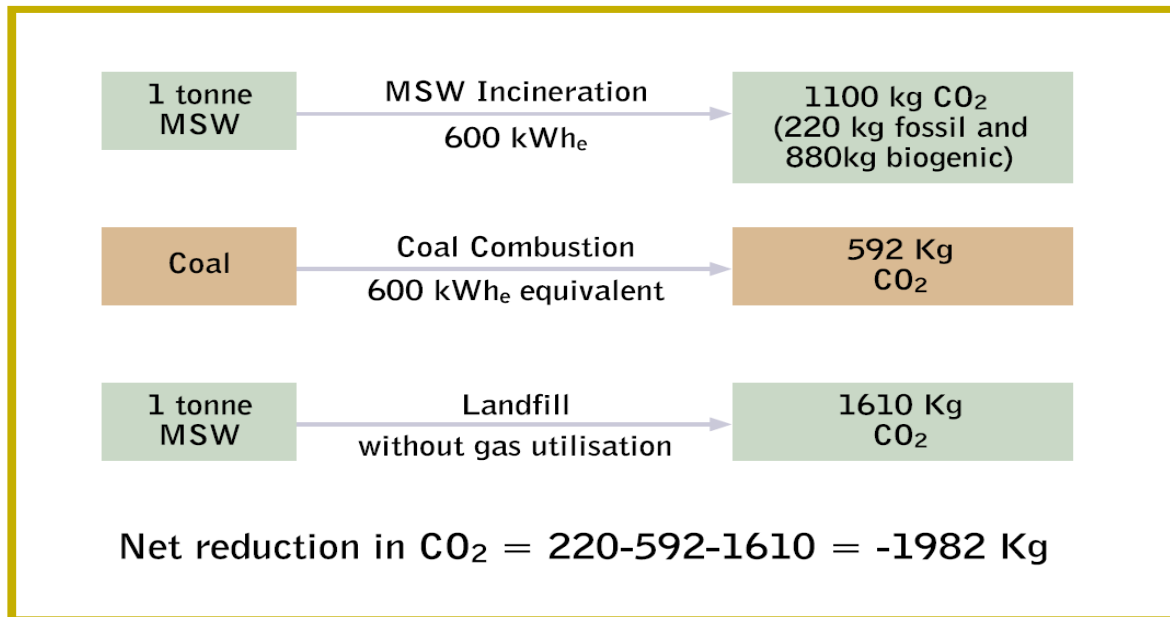 1 tonne
MSW
MSW Incineration
600 kWhₑ
1100 kg CO₂
(220 kg fossil and
880kg biogenic)
Coal
Coal Combustion
600 kWhₑ equivalent
592 Kg
CO₂
1 tonne
MSW
Landfill
without gas utilisation
1610 Kg
CO₂
Net reduction in CO₂ = 220-592-1610 = -1982 Kg